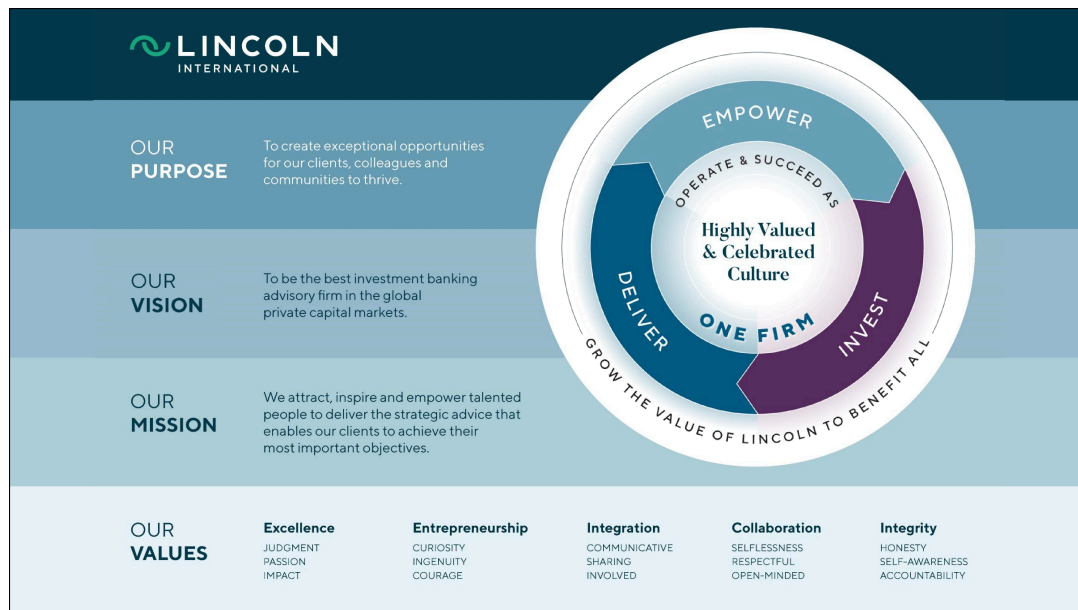 LINCOLN
INTERNATIONAL
OUR
PURPOSE
To create exceptional opportunities
for our clients, colleagues and
communities to thrive.
OUR
VISION
To be the best investment banking
advisory firm in the global
private capital markets.
OUR
MISSION
We attract, inspire and empower talented
people to deliver the strategic advice that
enables our clients to achieve their
most important objectives.
EMPOWER
INVEST
DELIVER
OPERATE & SUCCEED AS
ONE FIRM
Highly Valued
& Celebrated
Culture
GROW THE VALUE OF LINCOLN TO BENEFIT ALL
OUR
VALUES
Excellence
JUDGMENT
PASSION
IMPACT
Entrepreneurship
CURIOSITY
INGENUITY
COURAGE
Integration
COMMUNICATIVE
SHARING
INVOLVED
Collaboration
SELFLESSNESS
RESPECTFUL
OPEN-MINDED
Integrity
HONESTY
SELF-AWARENESS
ACCOUNTABILITY